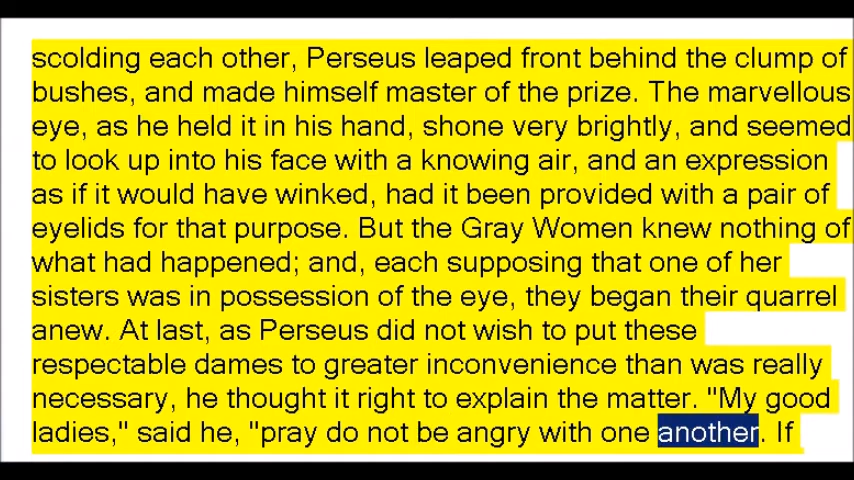 scolding each other, Perseus leaped front behind the clump of
bushes, and made himself master of the prize. The marvellous
eye, as he held it in his hand, shone very brightly, and seemed
to look up into his face with a knowing air, and an expression
as if it would have winked, had it been provided with a pair of
eyelids for that purpose. But the Gray Women knew nothing of
what had happened; and, each supposing that one of her
sisters was in possession of the eye, they began their quarrel
anew. At last, as Perseus did not wish to put these
respectable dames to greater inconvenience than was really
necessary, he thought it right to explain the matter. "My good
ladies," said he, "pray do not be angry with one another. If